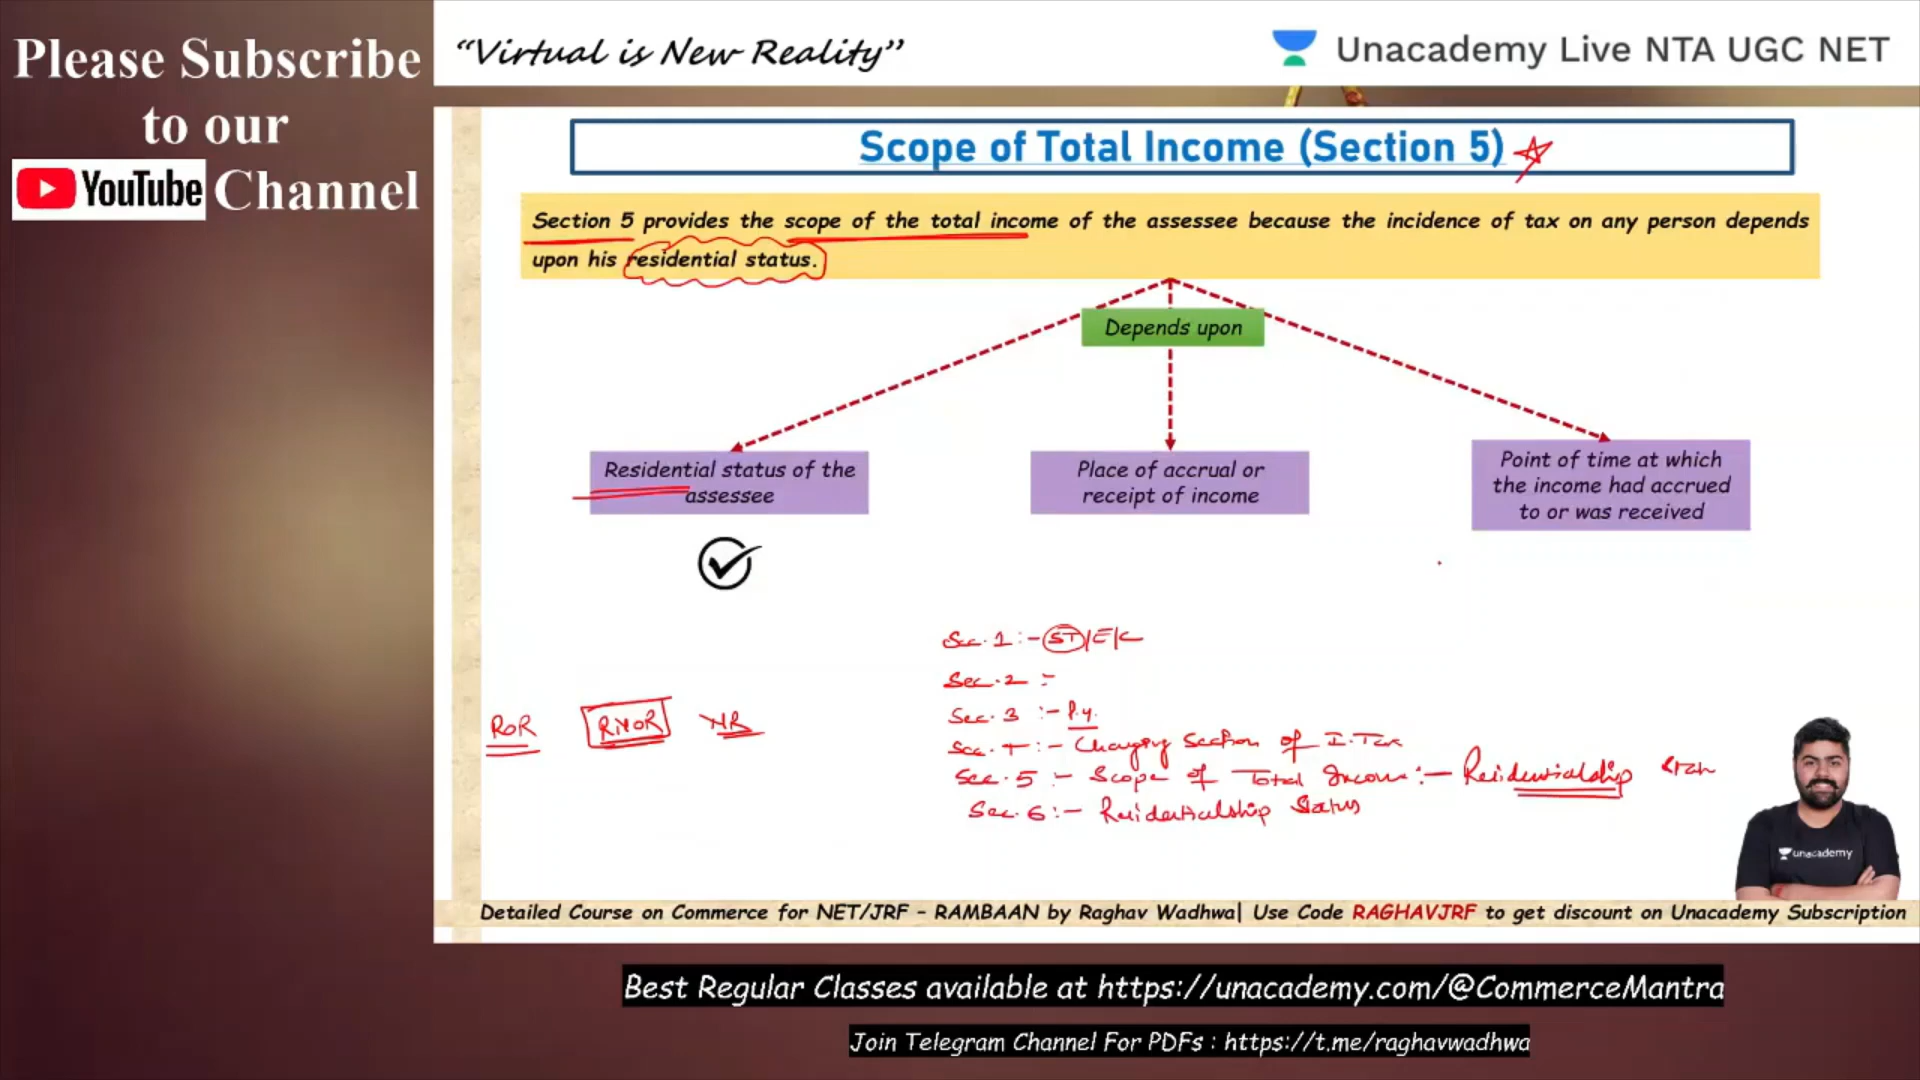 Please Subscribe
to our
YouTube Channel
“Virtual is New Reality”
Unacademy Live NTA UGC NET
Scope of Total Income (Section 5)
Section 5 provides the scope of the total income of the assessee because the incidence of tax on any person depends
upon his residential status.
Depends upon
Residential status of the
assessee
Place of accrual or
receipt of income
Point of time at which
the income had accrued
to or was received
Sec. 1 :- ST/E/C
Sec. 2 :-
Sec. 3 :- P.y.
Sec. 4 :- Charging Section of I. Tax
Sec. 5 :- Scope of Total Income :- Residentialship
Sec. 6 :- Residentialship Status
ROR RNOR NR
unacademy
Detailed Course on Commerce for NET/JRF - RAMBAAN by Raghav Wadhwa| Use Code RAGHAVJRF to get discount on Unacademy Subscription
Best Regular Classes available at https://unacademy.com/@CommerceMantra
Join Telegram Channel For PDFs : https://t.me/raghavwadhwa